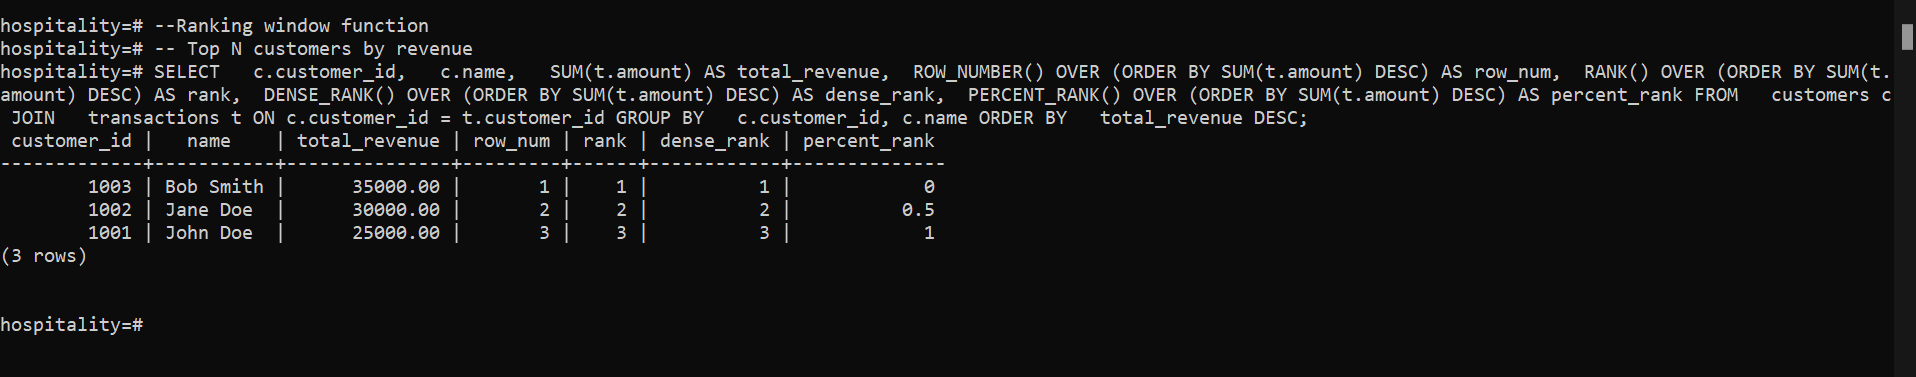 hospitality=# --Ranking window function
hospitality=# -- Top N customers by revenue
hospitality=# SELECT   c.customer_id,   c.name,   SUM(t.amount) AS total_revenue,  ROW_NUMBER() OVER (ORDER BY SUM(t.amount) DESC) AS row_num,  RANK() OVER (ORDER BY SUM(t.
amount) DESC) AS rank,  DENSE_RANK() OVER (ORDER BY SUM(t.amount) DESC) AS dense_rank,  PERCENT_RANK() OVER (ORDER BY SUM(t.amount) DESC) AS percent_rank FROM   customers c
 JOIN   transactions t ON c.customer_id = t.customer_id GROUP BY   c.customer_id, c.name ORDER BY   total_revenue DESC;
 customer_id |   name    | total_revenue | row_num | rank | dense_rank | percent_rank
-------------+-----------+---------------+---------+------+------------+--------------
        1003 | Bob Smith |      35000.00 |       1 |    1 |          1 |            0
        1002 | Jane Doe  |      30000.00 |       2 |    2 |          2 |          0.5
        1001 | John Doe  |      25000.00 |       3 |    3 |          3 |            1
(3 rows)
hospitality=#